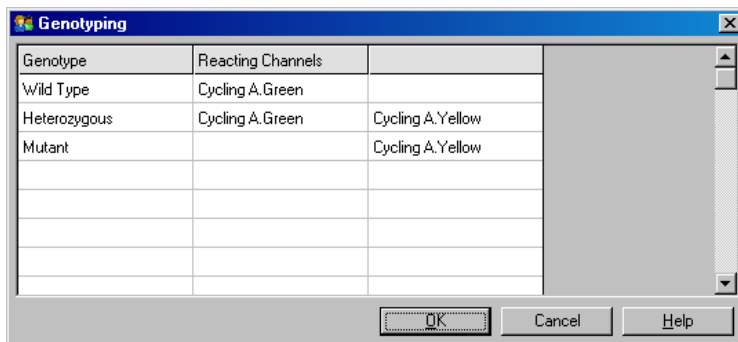 Genotyping
Genotype Reacting Channels
Wild Type Cycling A.Green
Heterozygous Cycling A.Green Cycling A.Yellow
Mutant Cycling A.Yellow
OK Cancel Help